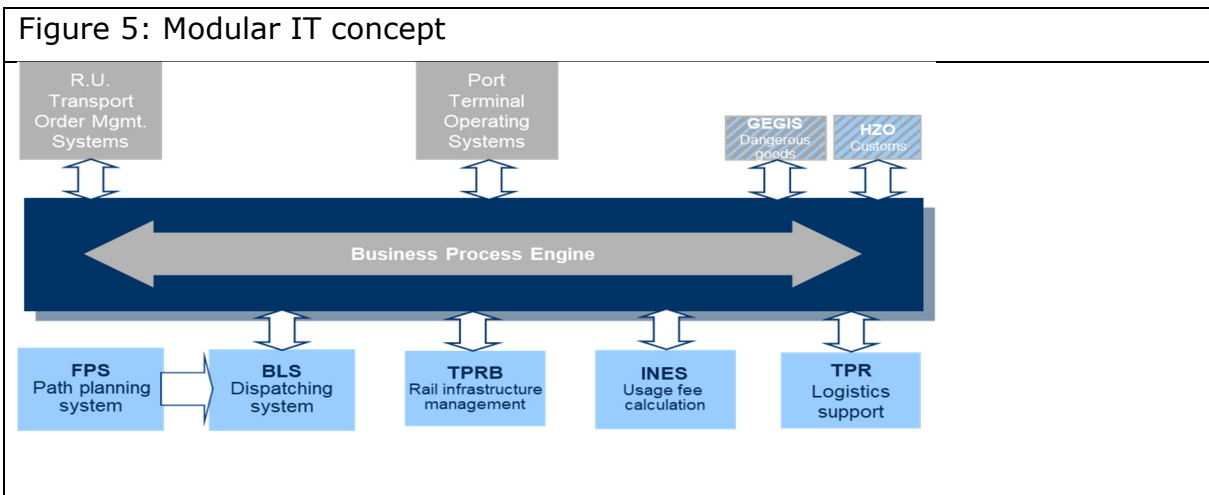 Figure 5: Modular IT concept
R.U.
Transport
Order Mgmt.
Systems
Port
Terminal
Operating
Systems
GEGIS
Dangerous
goods
HZO
Customs
Business Process Engine
FPS
Path planning
system
BLS
Dispatching
system
TPRB
Rail infrastructure
management
INES
Usage fee
calculation
TPR
Logistics
support